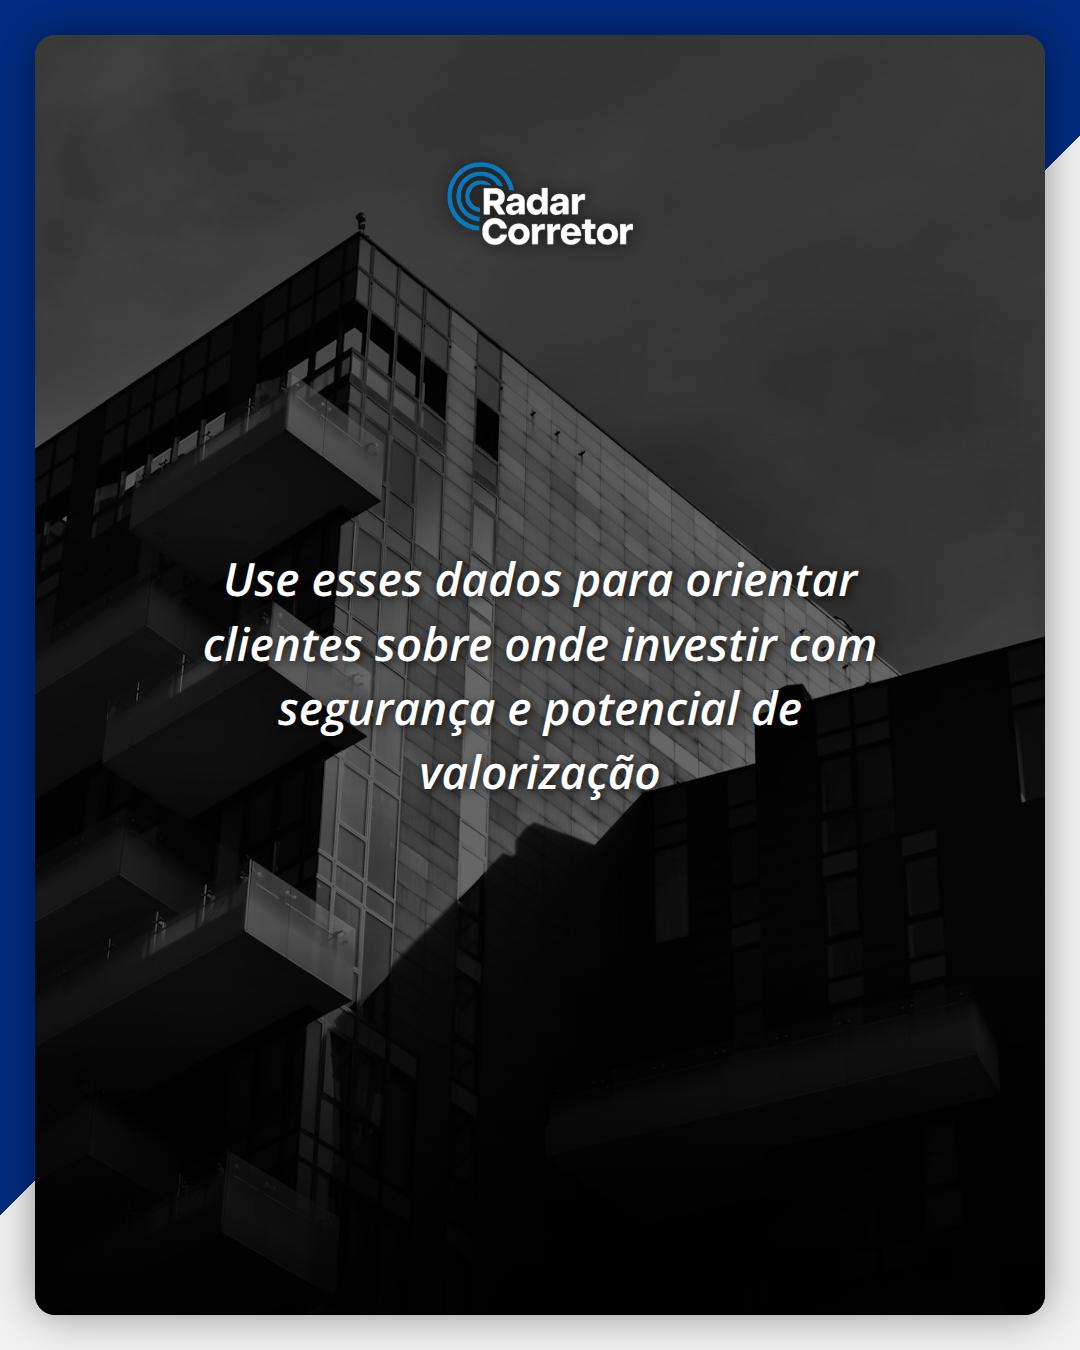 Radar
Corretor
Use esses dados para orientar
clientes sobre onde investir com
segurança e potencial de
valorização